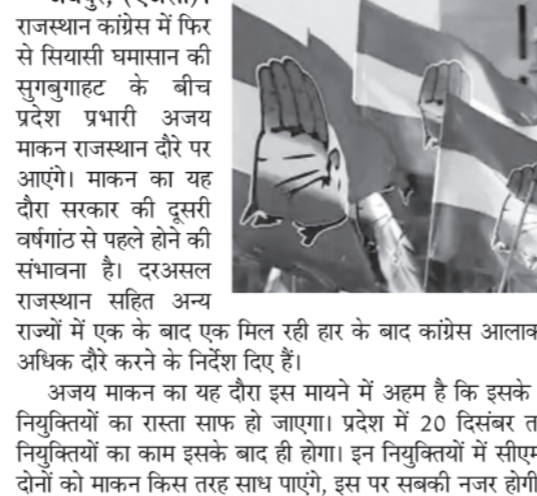 राजस्थान कांग्रेस में फिर
से सियासी घमासान की
सुगबुगाहट के बीच
प्रदेश प्रभारी अजय
माकन राजस्थान दौरे पर
आएंगे। माकन का यह
दौरा सरकार की दूसरी
वर्षगांठ से पहले होने की
संभावना है। दरअसल
राजस्थान सहित अन्य
राज्यों में एक के बाद एक मिल रही हार के बाद कांग्रेस
अधिक दौरे करने के निर्देश दिए हैं।
अजय माकन का यह दौरा इस मायने में अहम है कि इसके
नियुक्तियों का रास्ता साफ हो जाएगा। प्रदेश में 20 दिसंबर
नियुक्तियों का काम इसके बाद ही होगा। इन नियुक्तियों में सीएम
दोनों को माकन किस तरह साध पाएंगे, इस पर सबकी नजर होगी